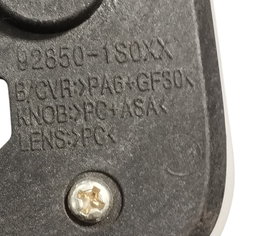 92850-1S0XX
B/CVR:>PA6+GF30<
KNOB:>PC+ASA<
LENS:>PC<